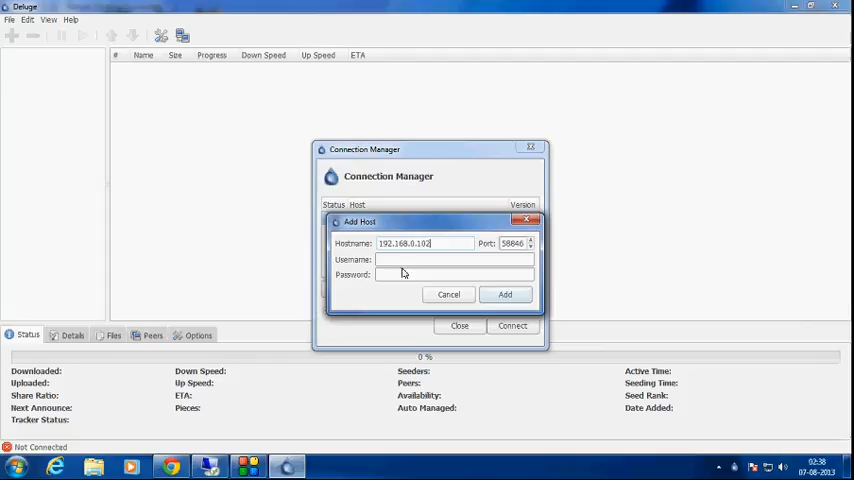 Deluge
File Edit View Help
# Name Size Progress Down Speed Up Speed ETA
Connection Manager
Connection Manager
Status Host Version
Add Host
Hostname: 192.168.0.102 Port: 58846
Username:
Password:
Cancel Add
Close Connect
Status Details Files Peers Options
0 %
Downloaded: Down Speed: Seeders: Active Time:
Uploaded: Up Speed: Peers: Seeding Time:
Share Ratio: ETA: Availability: Seed Rank:
Next Announce: Pieces: Auto Managed: Date Added:
Tracker Status:
Not Connected
02:38
07-08-2013